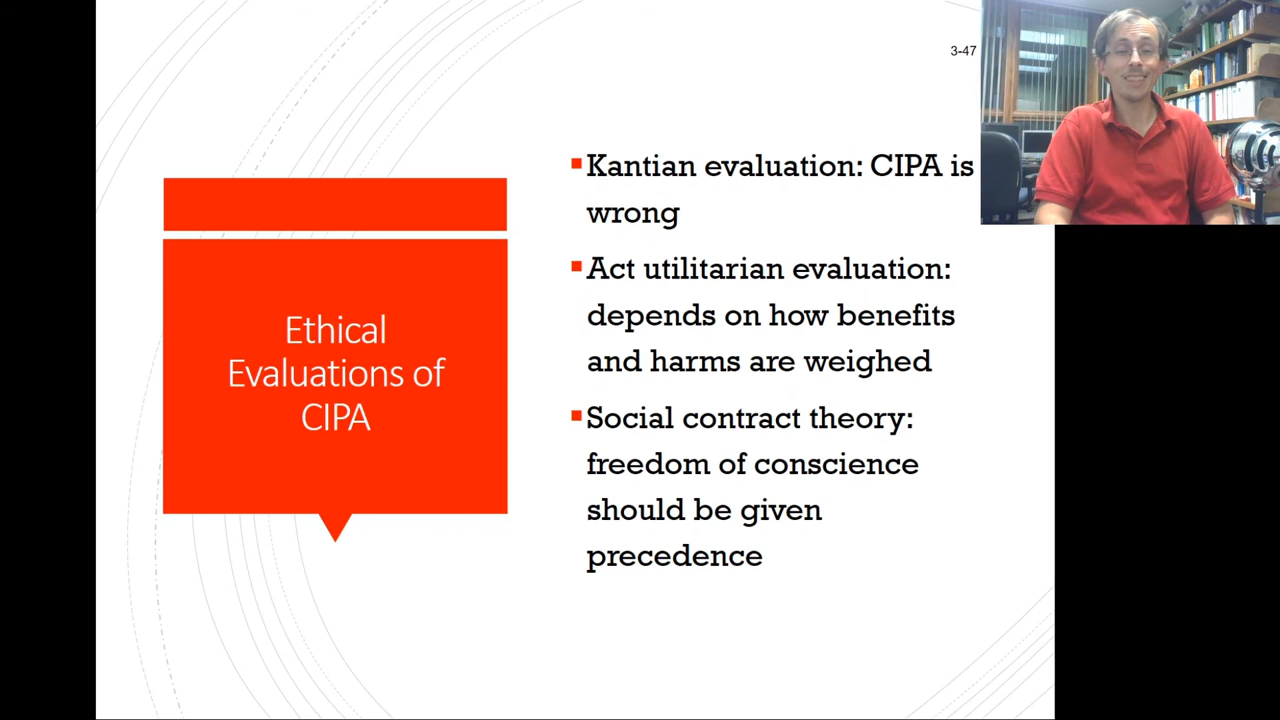 3-47
Ethical
Evaluations of
CIPA
Kantian evaluation: CIPA is
wrong
Act utilitarian evaluation:
depends on how benefits
and harms are weighed
Social contract theory:
freedom of conscience
should be given
precedence